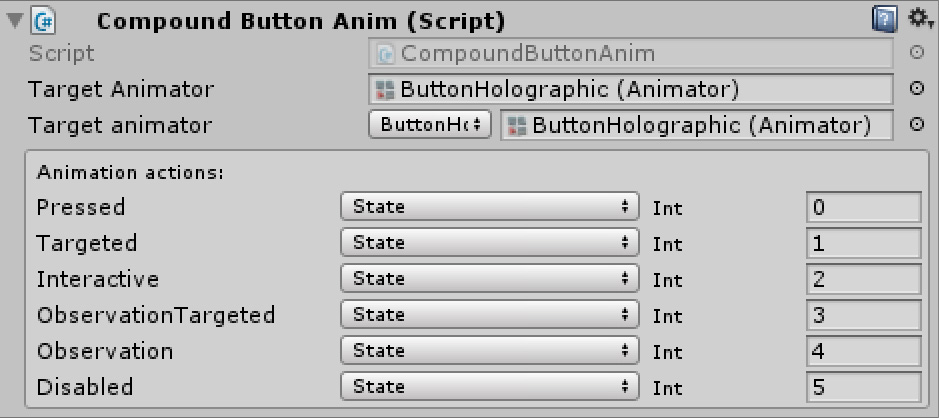 Compound Button Anim (Script)
Script CompoundButtonAnim
Target Animator ButtonHolographic (Animator)
Target animator ButtonHo ButtonHolographic (Animator)
Animation actions:
Pressed State Int 0
Targeted State Int 1
Interactive State Int 2
ObservationTargeted State Int 3
Observation State Int 4
Disabled State Int 5